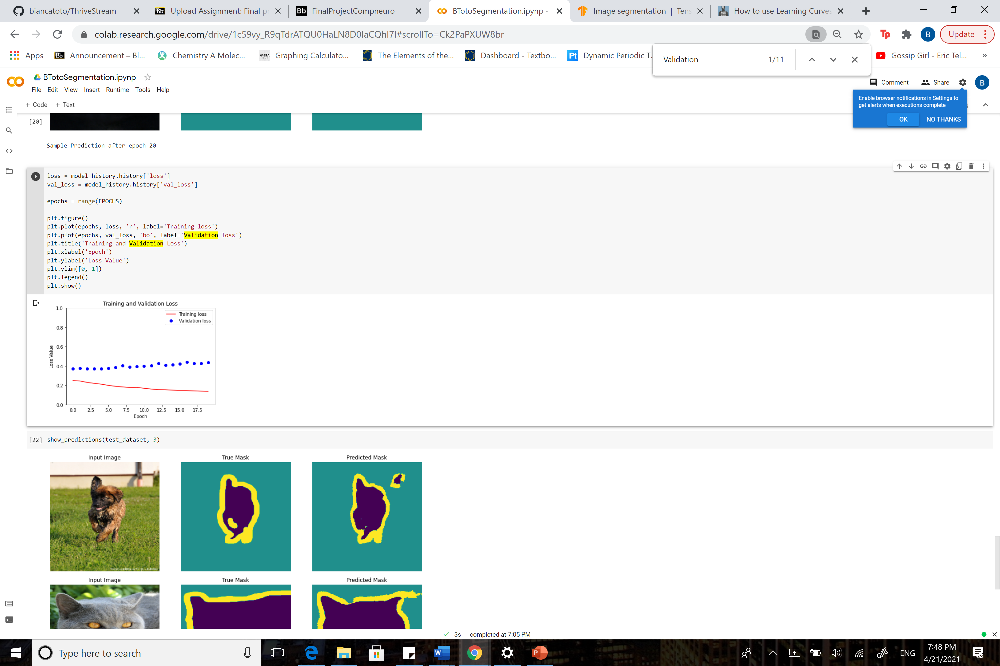 biancatoto/ThriveStream
Upload Assignment: Final pr
FinalProjectCompneuro
BTotoSegmentation.ipynp -
Image segmentation | Tens
How to use Learning Curves
colab.research.google.com/drive/1c59vy_R9qTdrATQU0HaLN8D0IaCQhI7I#scrollTo=Ck2PaPXUW8br
Tp
B
Update
Apps
Bb Announcement – Bl...
Chemistry A Molec...
META CALC Graphing Calculato...
The Elements of the...
Dashboard - Textbo...
Pt Dynamic Periodic T.
Validation 1/11
Gossip Girl - Eric Tel...
»
BTotoSegmentation.ipynp
File Edit View Insert Runtime Tools Help
Comment Share B
+ Code + Text
Enable browser notifications in Settings to
get alerts when executions complete
OK NO THANKS
[20]
Sample Prediction after epoch 20
loss = model_history.history['loss']
val_loss = model_history.history['val_loss']
epochs = range(EPOCHS)
plt.figure()
plt.plot(epochs, loss, 'r', label='Training loss')
plt.plot(epochs, val_loss, 'bo', label='Validation loss')
plt.title('Training and Validation Loss')
plt.xlabel('Epoch')
plt.ylabel('Loss Value')
plt.ylim([0, 1])
plt.legend()
plt.show()
Training and Validation Loss
Training loss
Validation loss
Loss Value
1.0
0.8
0.6
0.4
0.2
0.0
0.0 2.5 5.0 7.5 10.0 12.5 15.0 17.5
Epoch
[22] show_predictions(test_dataset, 3)
Input Image True Mask Predicted Mask
Input Image True Mask Predicted Mask
3s completed at 7:05 PM
Type here to search
ENG
7:48 PM
4/21/2021